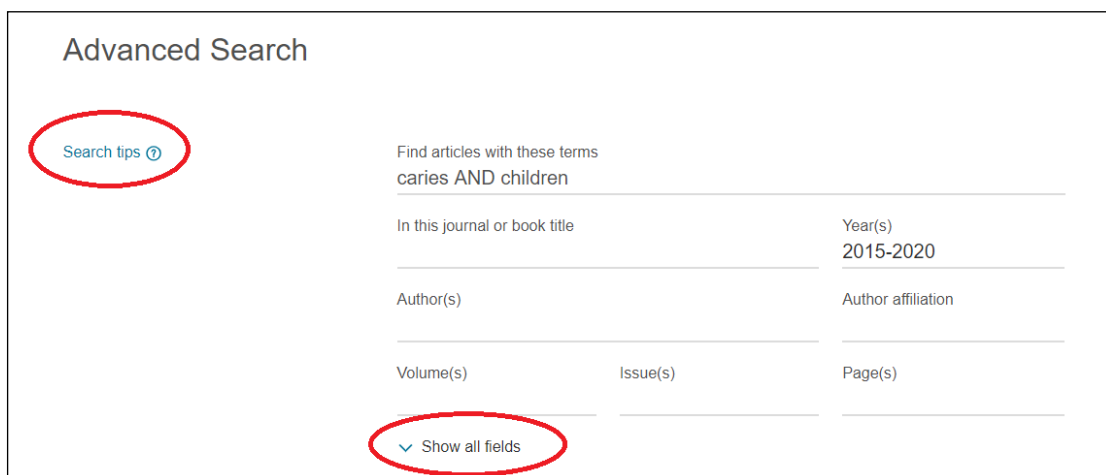 Advanced Search
Search tips
Find articles with these terms
caries AND children
In this journal or book title
Year(s)
2015-2020
Author(s)
Author affiliation
Volume(s)
Issue(s)
Page(s)
Show all fields